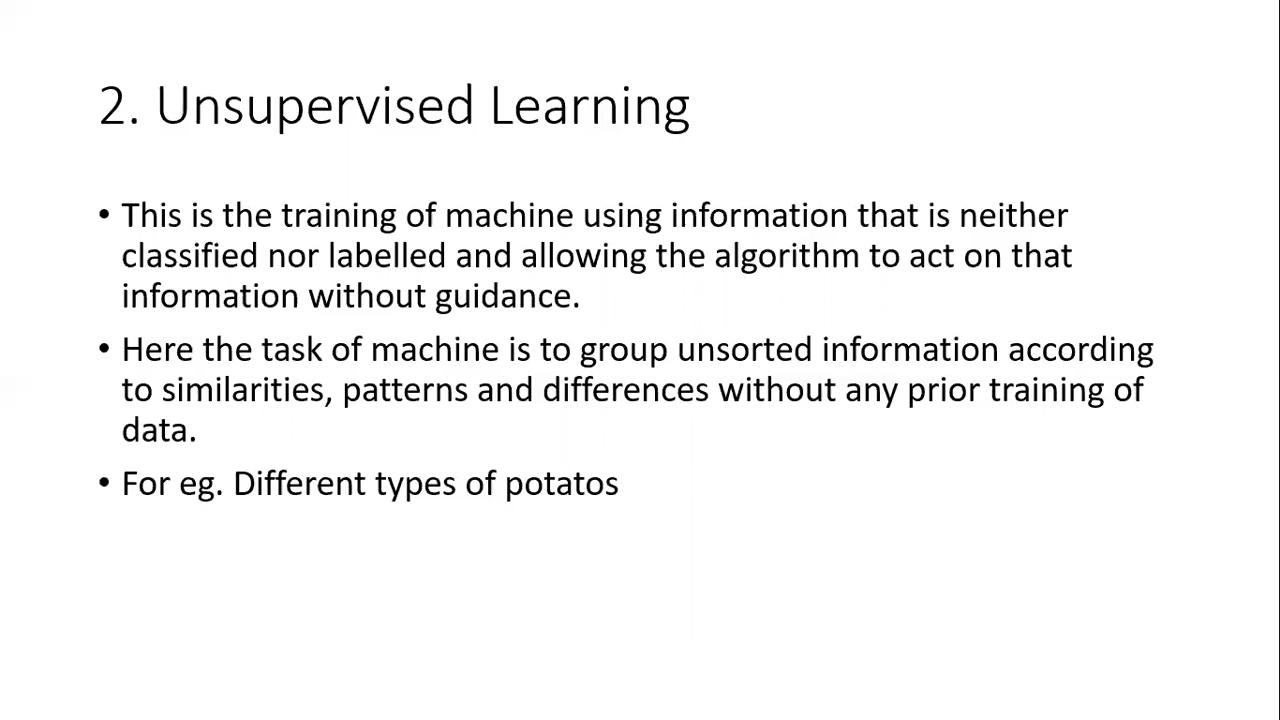 2. Unsupervised Learning
• This is the training of machine using information that is neither
classified nor labelled and allowing the algorithm to act on that
information without guidance.
• Here the task of machine is to group unsorted information according
to similarities, patterns and differences without any prior training of
data.
• For eg. Different types of potatos